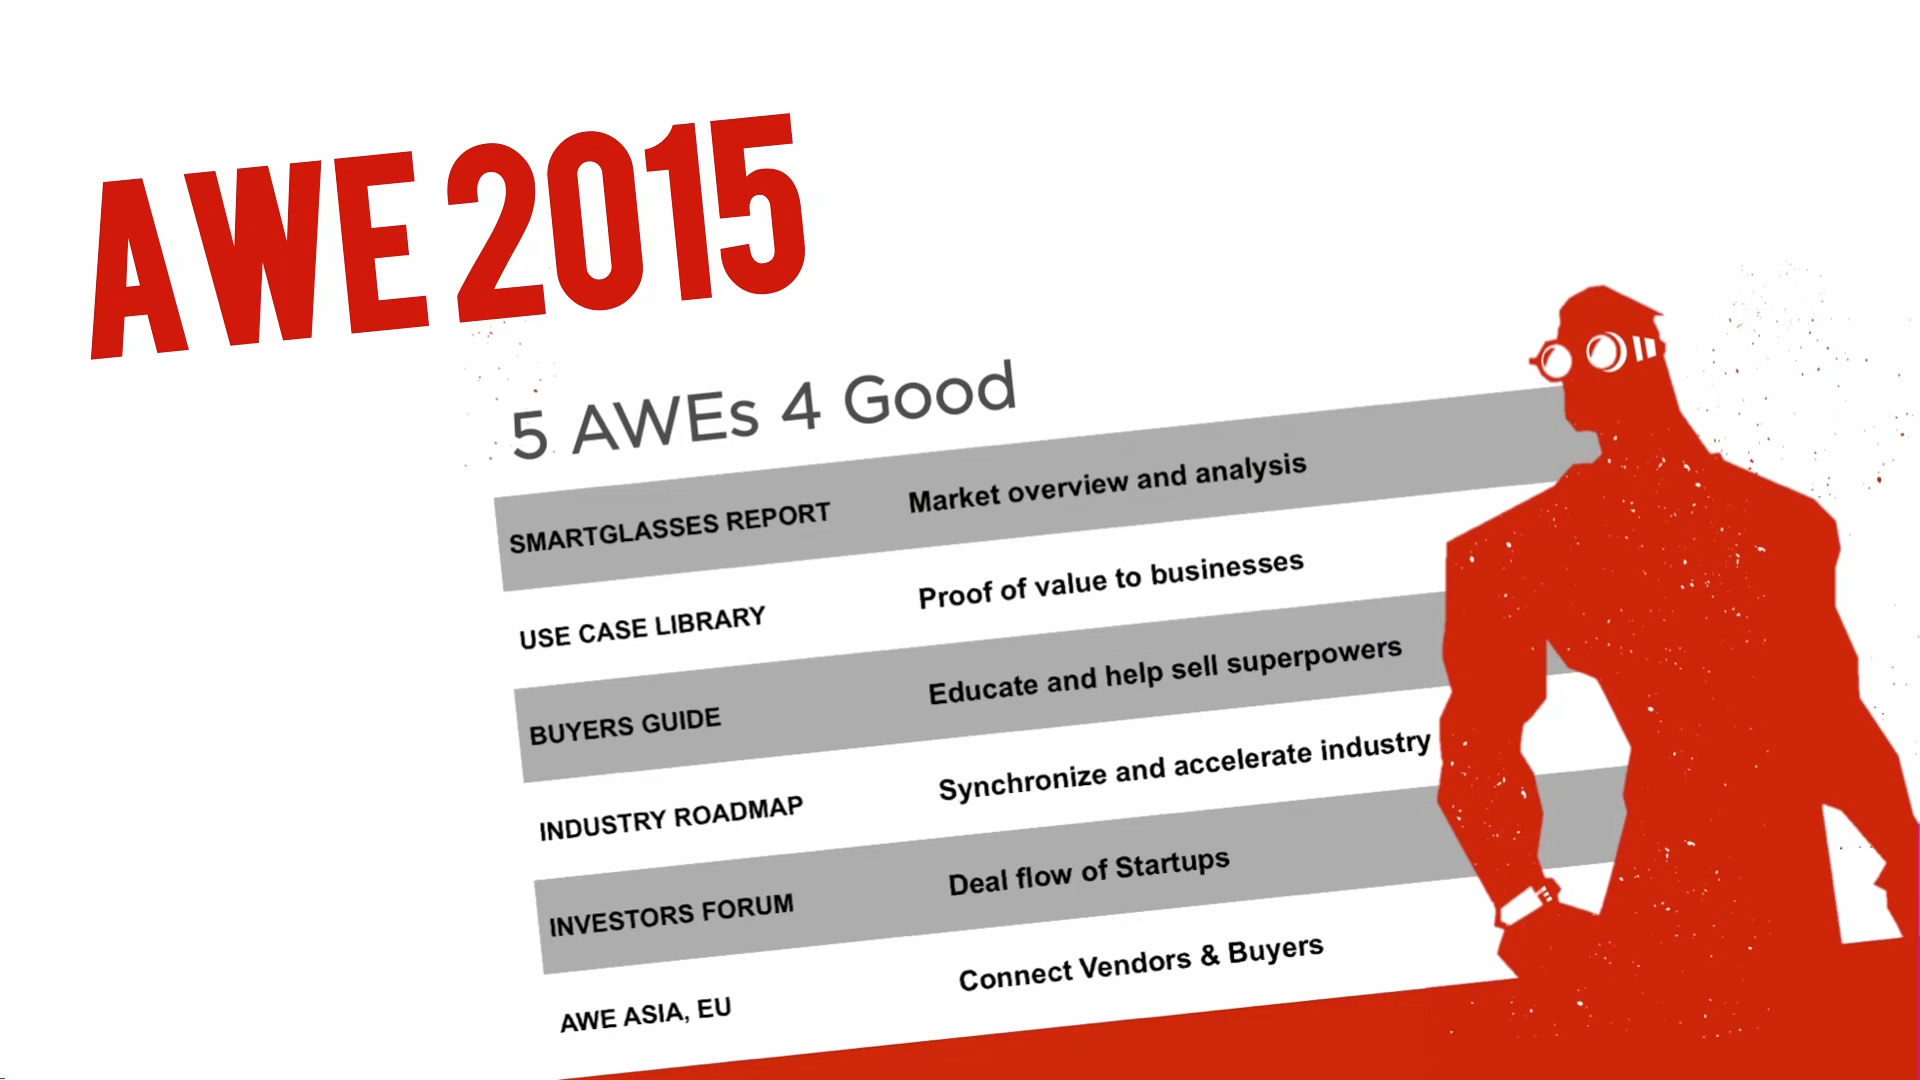 AWE 2015
5 AWEs 4 Good
SMARTGLASSES REPORT Market overview and analysis
USE CASE LIBRARY Proof of value to businesses
BUYERS GUIDE Educate and help sell superpowers
INDUSTRY ROADMAP Synchronize and accelerate industry
INVESTORS FORUM Deal flow of Startups
AWE ASIA, EU Connect Vendors & Buyers